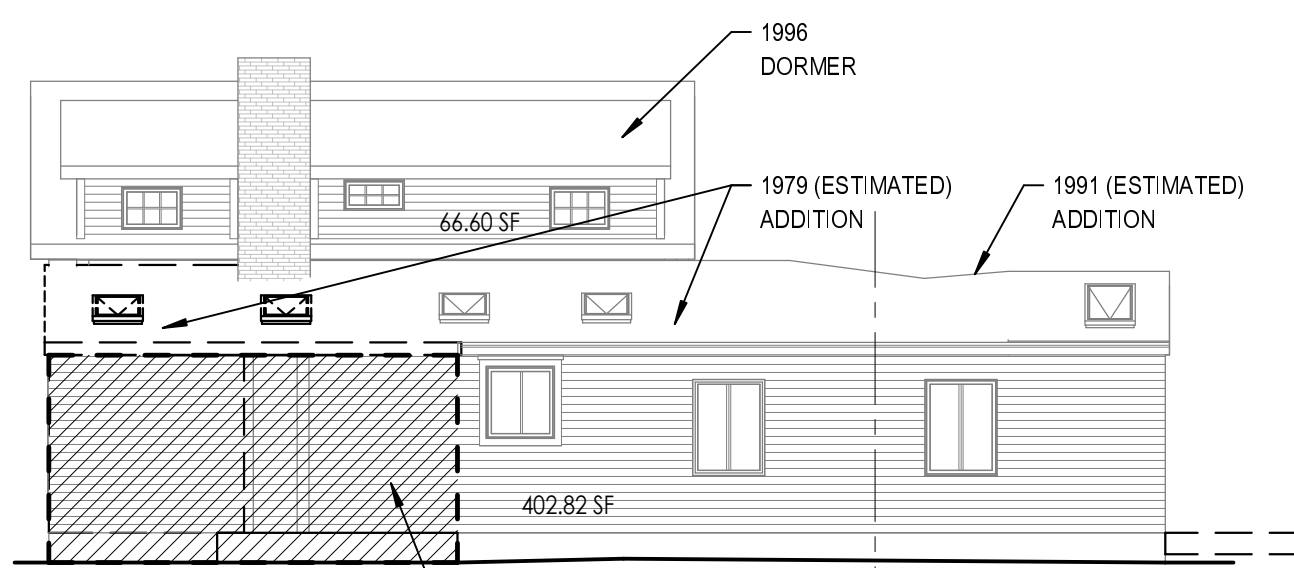 1996
DORMER
1979 (ESTIMATED)
ADDITION
1991 (ESTIMATED)
ADDITION
66.60 SF
402.82 SF